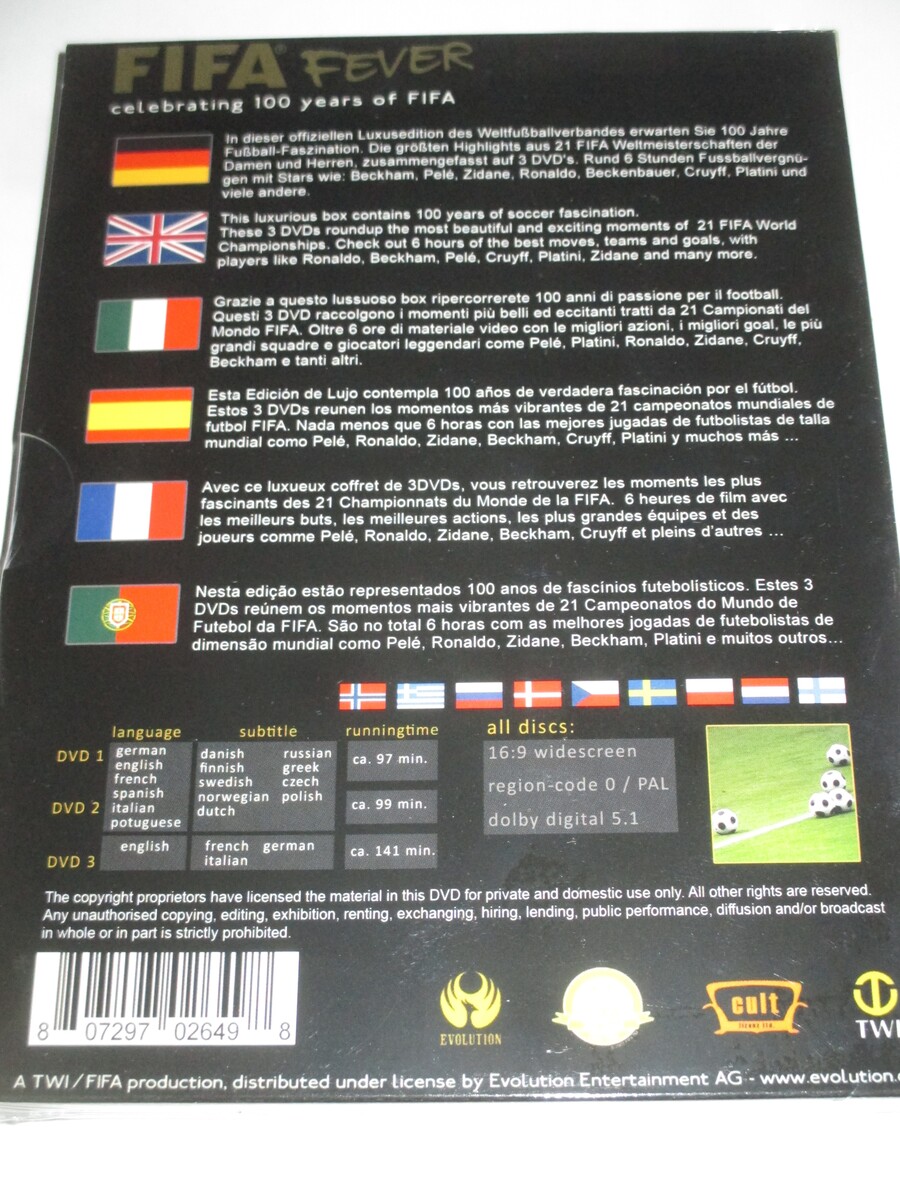 FIFA® FEVER
celebrating 100 years of FIFA
In dieser offiziellen Luxusedition des Weltfußballverbandes erwarten Sie 100 Jahre
Fußball-Faszination. Die größten Highlights aus 21 FIFA Weltmeisterschaften der
Damen und Herren, zusammengefasst auf 3 DVD's. Rund 6 Stunden Fussballvergnü-
gen mit Stars wie: Beckham, Pelé, Zidane, Ronaldo, Beckenbauer, Cruyff, Platini und
viele andere.
This luxurious box contains 100 years of soccer fascination.
These 3 DVDs roundup the most beautiful and exciting moments of 21 FIFA World
Championships. Check out 6 hours of the best moves, teams and goals, with
players like Ronaldo, Beckham, Pelé, Cruyff, Platini, Zidane and many more.
Grazie a questo lussuoso box ripercorrerete 100 anni di passione per il football.
Questi 3 DVD raccolgono i momenti più belli ed eccitanti tratti da 21 Campionati del
Mondo FIFA. Oltre 6 ore di materiale video con le migliori azioni, i migliori goal, le più
grandi squadre e giocatori leggendari come Pelé, Platini, Ronaldo, Zidane, Cruyff,
Beckham e tanti altri.
Esta Edición de Lujo contempla 100 años de verdadera fascinación por el fútbol.
Estos 3 DVDs reunen los momentos más vibrantes de 21 campeonatos mundiales de
futbol FIFA. Nada menos que 6 horas con las mejores jugadas de futbolistas de talla
mundial como Pelé, Ronaldo, Zidane, Beckham, Cruyff, Platini y muchos más ...
Avec ce luxueux coffret de 3DVDs, vous retrouverez les moments les plus
fascinants des 21 Championnats du Monde de la FIFA. 6 heures de film avec
les meilleurs buts, les meilleures actions, les plus grandes équipes et des
joueurs comme Pelé, Ronaldo, Zidane, Beckham, Cruyff et pleins d'autres ...
Nesta edição estão representados 100 anos de fascínios futebolísticos. Estes 3
DVDs reúnem os momentos mais vibrantes de 21 Campeonatos do Mundo de
Futebol da FIFA. São no total 6 horas com as melhores jogadas de futebolistas de
dimensão mundial como Pelé, Ronaldo, Zidane, Beckham, Platini e muitos outros...
language subtitle runningtime
DVD 1
german
english
french
spanish
DVD 2
italian
potuguese
danish russian
finnish greek
swedish czech
norwegian polish
dutch
ca. 97 min.
ca. 99 min.
DVD 3
english
french german
italian
ca. 141 min.
all discs:
16:9 widescreen
region-code 0 / PAL
dolby digital 5.1
The copyright proprietors have licensed the material in this DVD for private and domestic use only. All other rights are reserved.
Any unauthorised copying, editing, exhibition, renting, exchanging, hiring, lending, public performance, diffusion and/or broadcast
in whole or in part is strictly prohibited.
8 07297 02649 8
EVOLUTION
cult
TWI
A TWI/FIFA production, distributed under license by Evolution Entertainment AG - www.evolution.